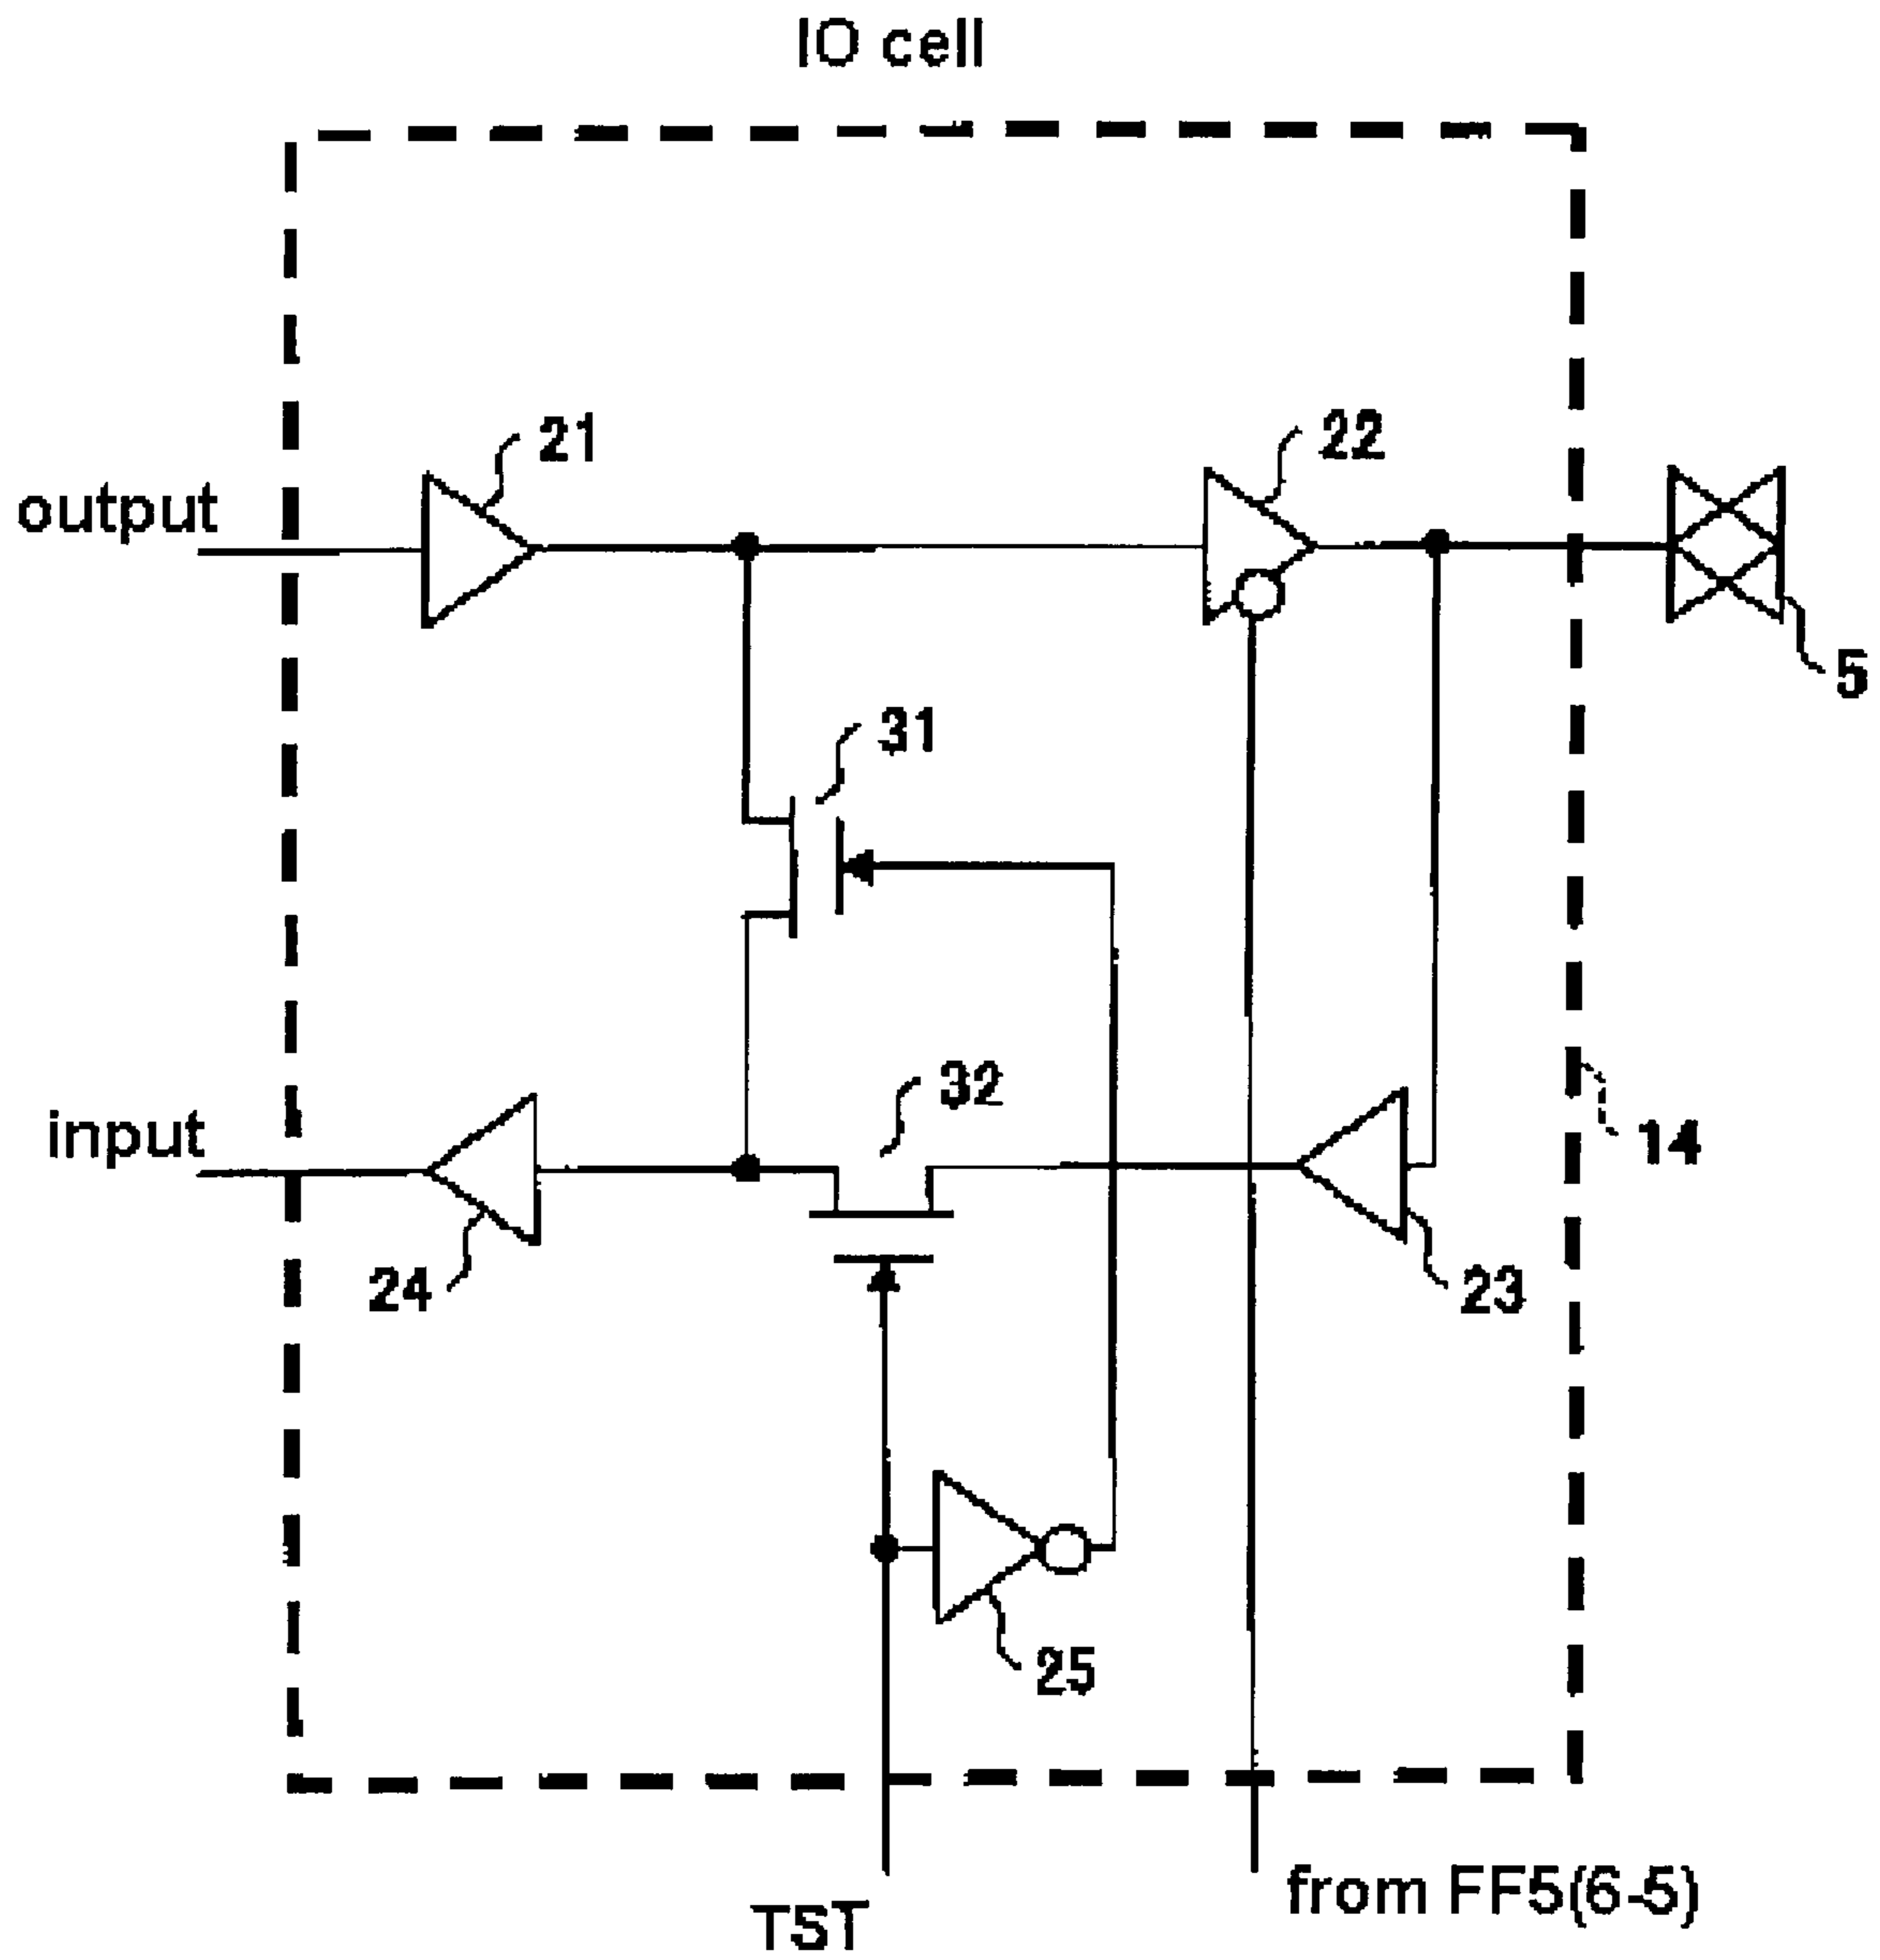 IO cell
21
22
output
5
31
32
input
14
24
23
25
from FF5(6-5)
TST